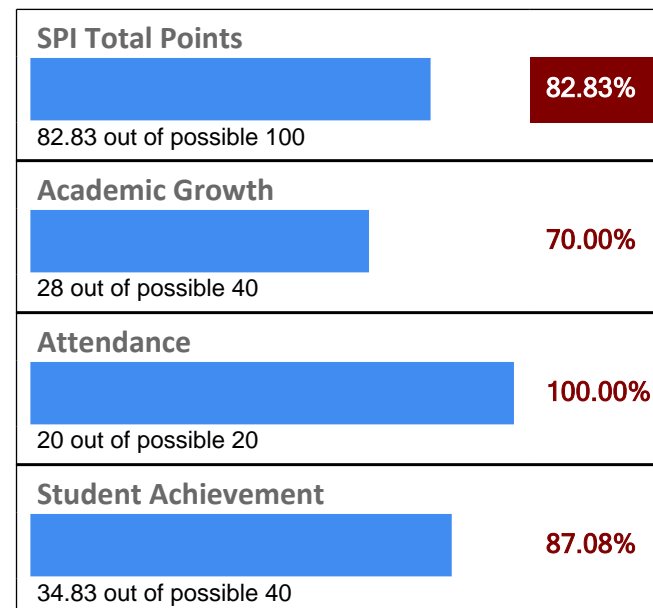 SPI Total Points
82.83%
82.83 out of possible 100
Academic Growth
70.00%
28 out of possible 40
Attendance
100.00%
20 out of possible 20
Student Achievement
87.08%
34.83 out of possible 40